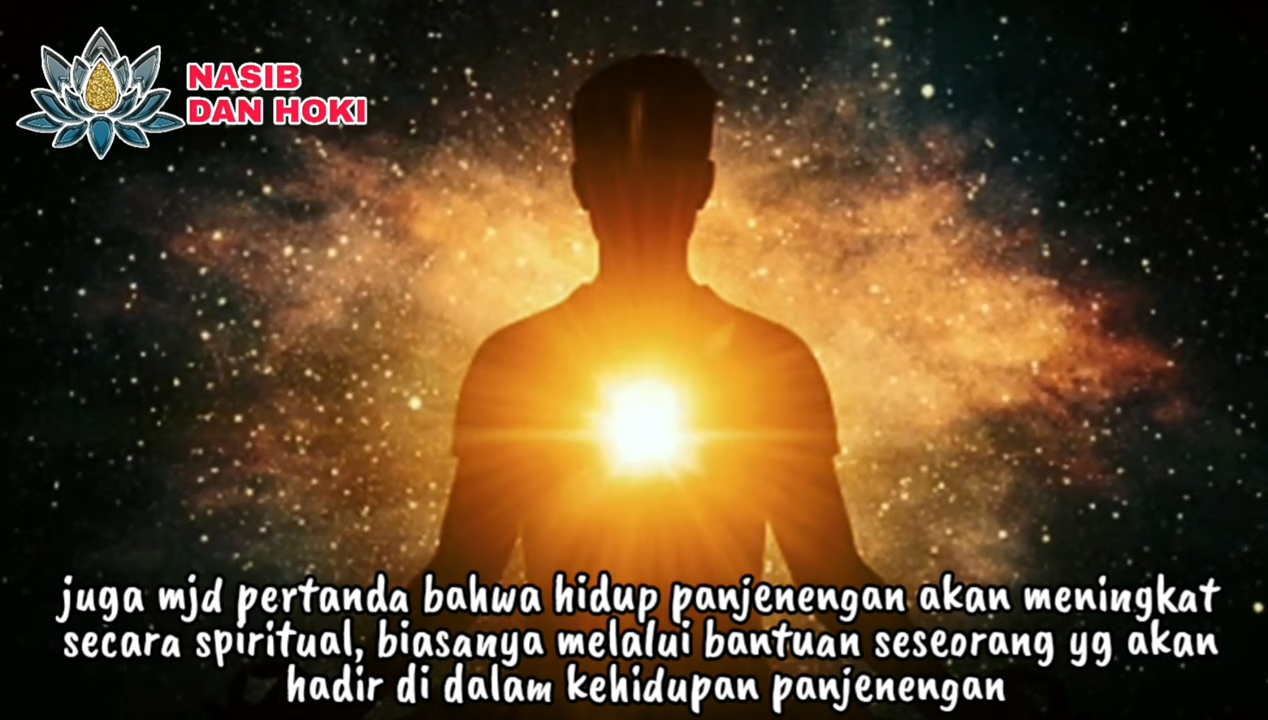 NASIB
DAN HOKI
juga mjd pertanda bahwa hidup panjenengan akan meningkat
secara spiritual, biasanya melalui bantuan seseorang yg akan
hadir di dalam kehidupan panjenengan